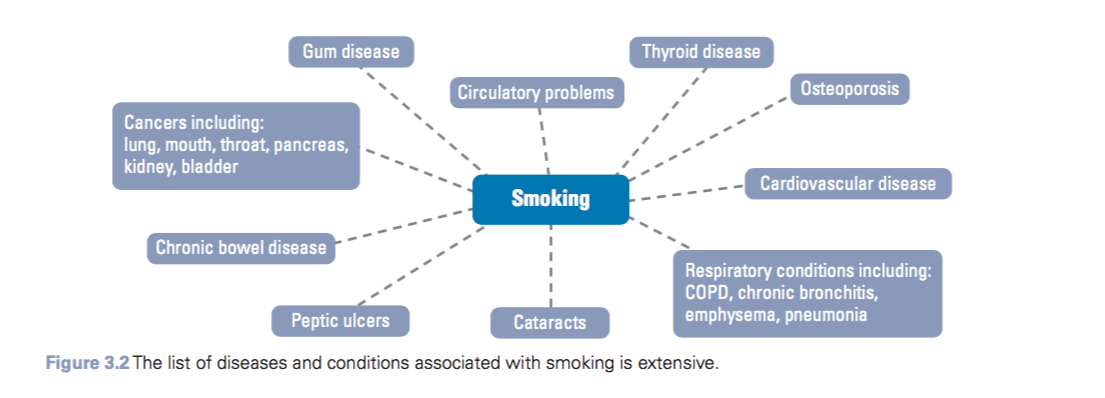 Gum disease
Thyroid disease
Circulatory problems
Osteoporosis
Cancers including:
lung, mouth, throat, pancreas,
kidney, bladder
Smoking
Cardiovascular disease
Chronic bowel disease
Respiratory conditions including:
COPD, chronic bronchitis,
emphysema, pneumonia
Peptic ulcers
Cataracts
Figure 3.2 The list of diseases and conditions associated with smoking is extensive.